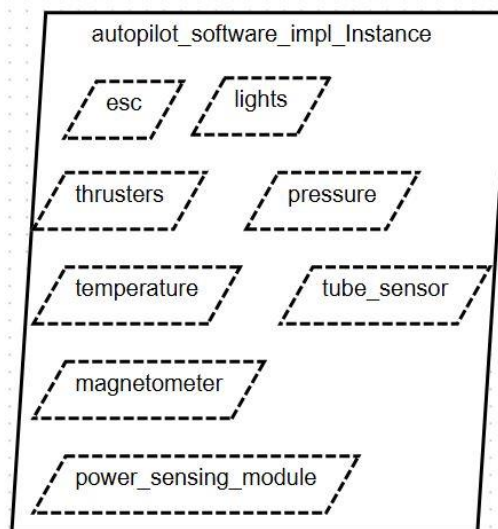 autopilot_software_impl_Instance
esc
lights
thrusters
pressure
temperature
tube_sensor
magnetometer
power_sensing_module